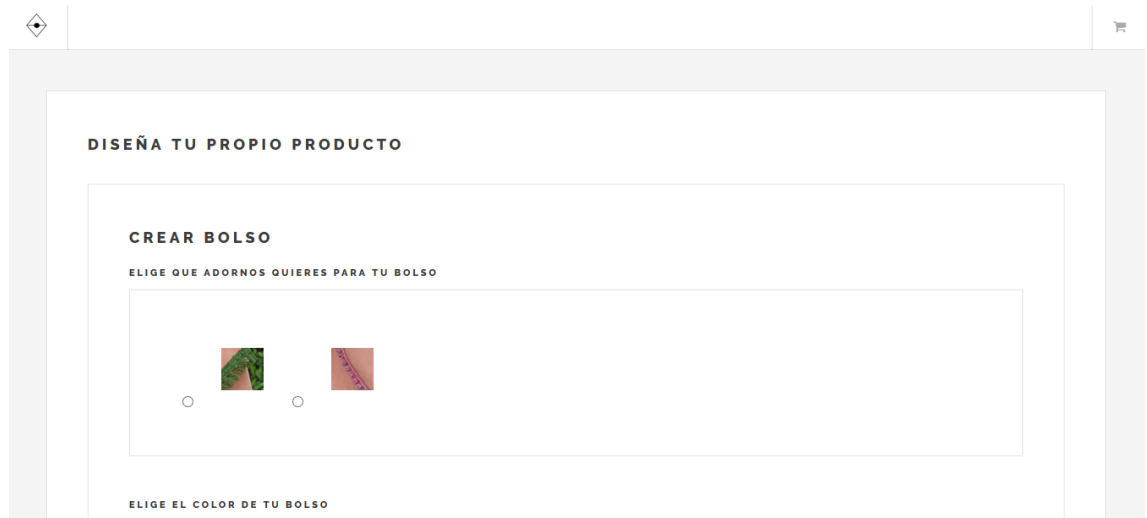 DISEÑA TU PROPIO PRODUCTO
CREAR BOLSO
ELIGE QUE ADORNOS QUIERES PARA TU BOLSO
ELIGE EL COLOR DE TU BOLSO